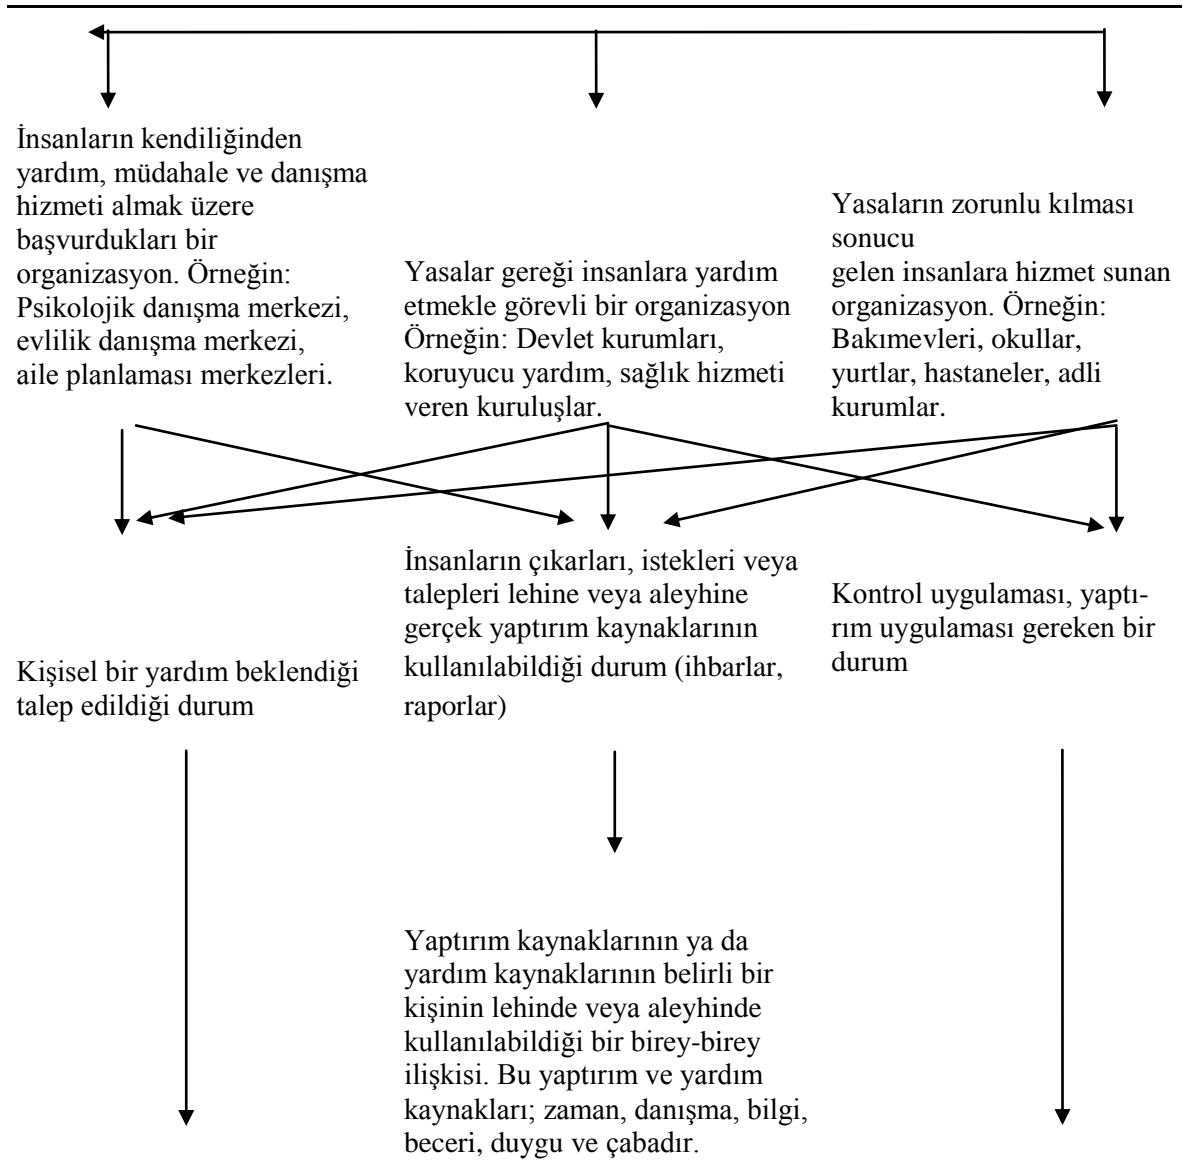 İnsanların kendiliğinden
yardım, müdahale ve danışma
hizmeti almak üzere
başvurdukları bir
organizasyon. Örneğin:
Psikolojik danışma merkezi,
evlilik danışma merkezi,
aile planlaması merkezleri.
Yasalar gereği insanlara yardım
etmekle görevli bir organizasyon
Örneğin: Devlet kurumları,
koruyucu yardım, sağlık hizmeti
veren kuruluşlar.
Yasaların zorunlu kılması
sonucu
gelen insanlara hizmet sunan
organizasyon. Örneğin:
Bakımevleri, okullar,
yurtlar, hastaneler, adli
kurumlar.
Kişisel bir yardım beklendiği
talep edildiği durum
İnsanların çıkarları, istekleri veya
talepleri lehine veya aleyhine
gerçek yaptırım kaynaklarının
kullanılabildiği durum (ihbarlar,
raporlar)
Kontrol uygulaması, yaptı-
rım uygulaması gereken bir
durum
Yaptırım kaynaklarının ya da
yardım kaynaklarının belirli bir
kişinin lehinde veya aleyhinde
kullanılabildiği bir birey-birey
ilişkisi. Bu yaptırım ve yardım
kaynakları; zaman, danışma, bilgi,
beceri, duygu ve çabadır.